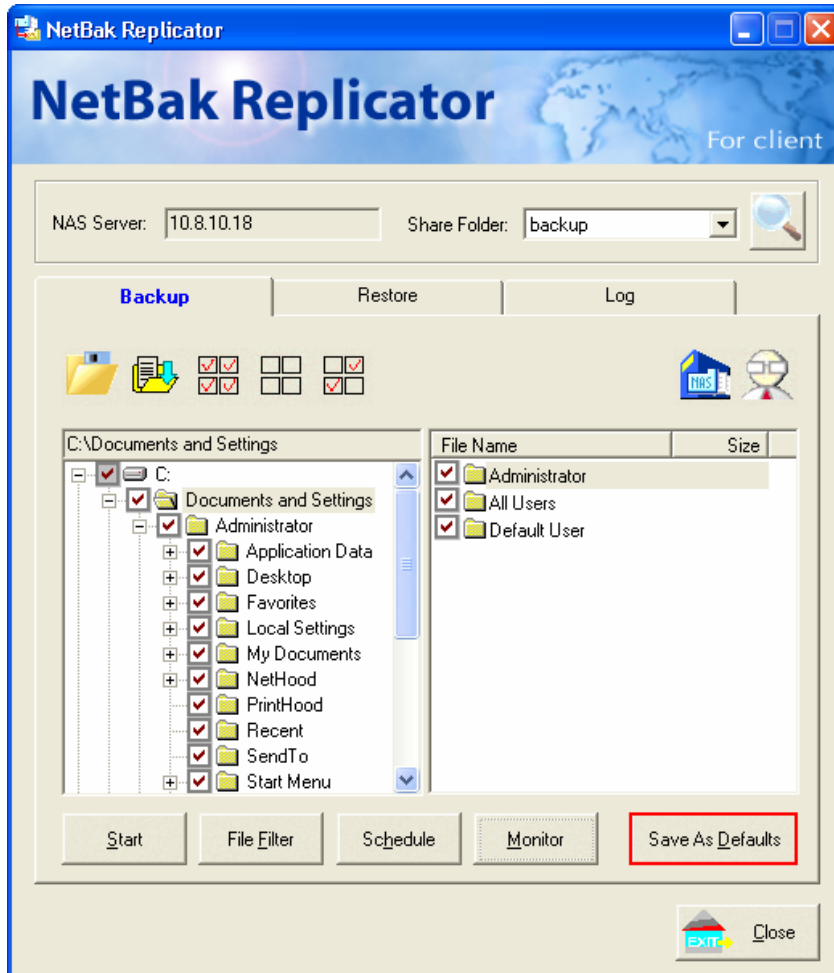 NetBak Replicator
NetBak Replicator
For client
NAS Server: 10.8.10.18 Share Folder: backup
Backup Restore Log
NAS
C:\Documents and Settings
C:
Documents and Settings
Administrator
Application Data
Desktop
Favorites
Local Settings
My Documents
NetHood
PrintHood
Recent
SendTo
Start Menu
File Name Size
Administrator
All Users
Default User
Start File Filter Schedule Monitor Save As Defaults
EXIT Close